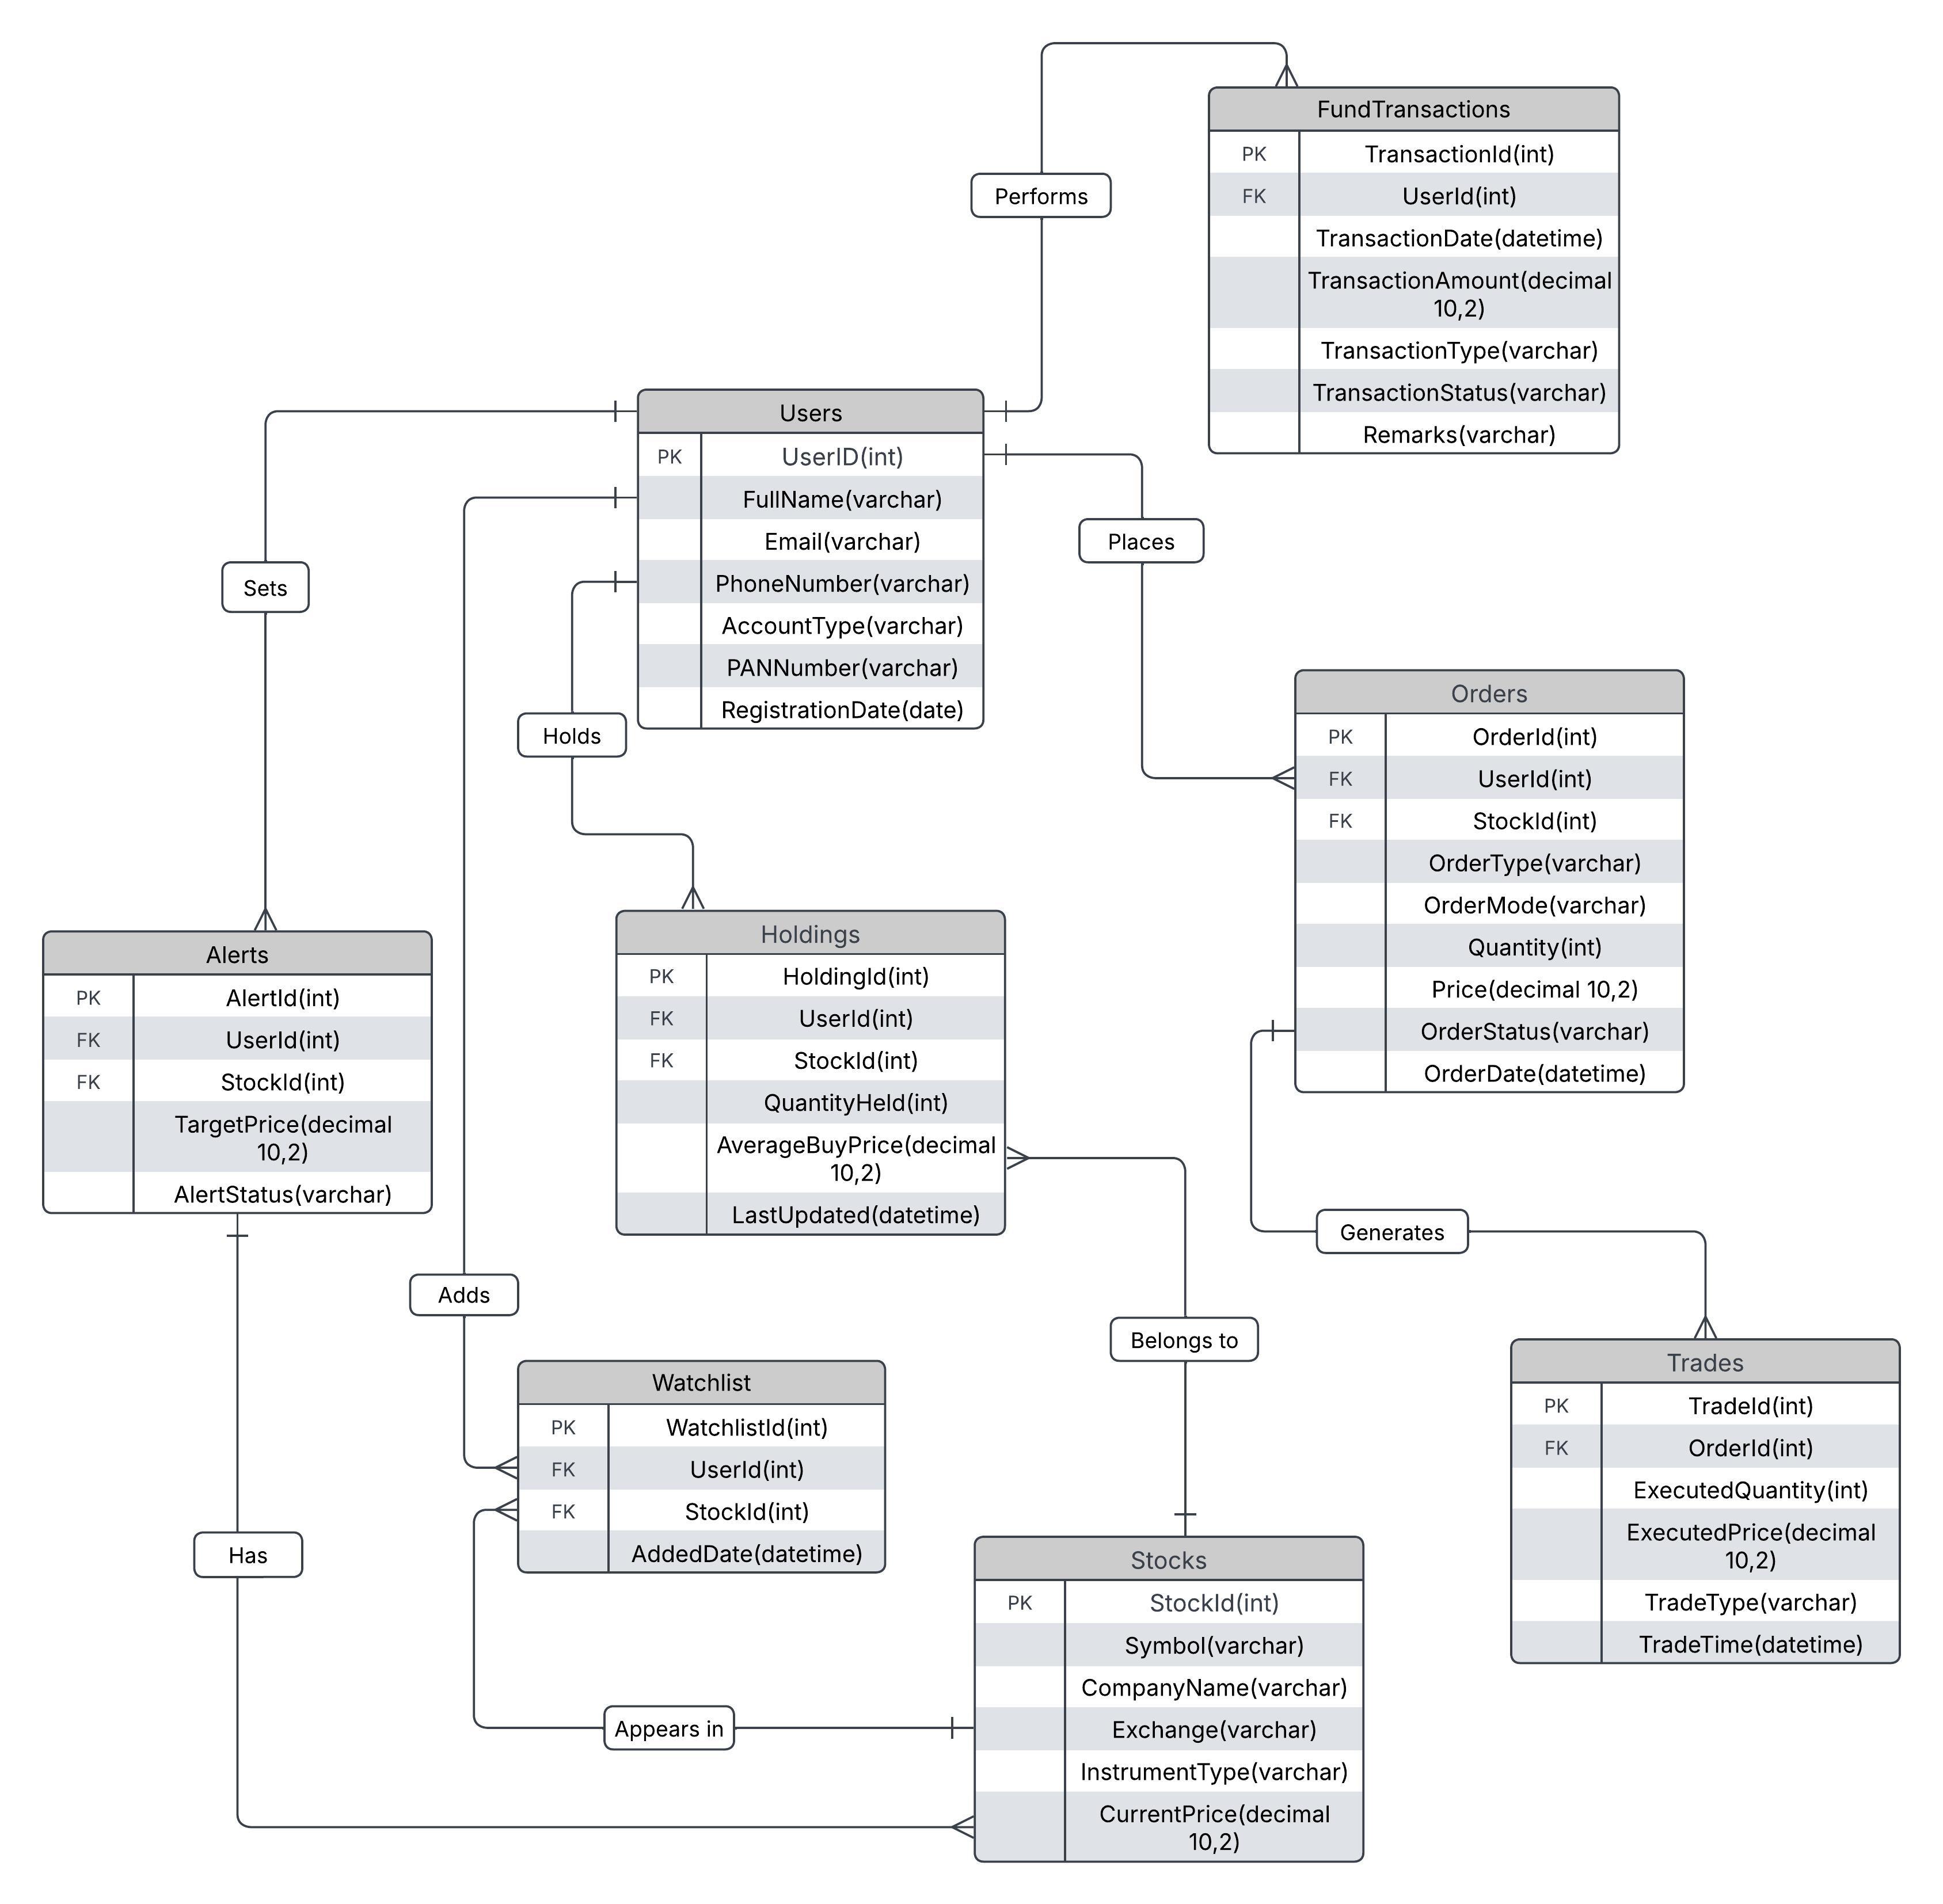 FundTransactions
PK TransactionId(int)
FK UserId(int)
TransactionDate(datetime)
TransactionAmount(decimal
10,2)
TransactionType(varchar)
TransactionStatus(varchar)
Remarks(varchar)
Performs
Users
PK UserID(int)
FullName(varchar)
Email(varchar)
PhoneNumber(varchar)
AccountType(varchar)
PANNumber(varchar)
RegistrationDate(date)
Places
Sets
Holds
Orders
PK OrderId(int)
FK UserId(int)
FK StockId(int)
OrderType(varchar)
OrderMode(varchar)
Quantity(int)
Price(decimal 10,2)
OrderStatus(varchar)
OrderDate(datetime)
Alerts
PK AlertId(int)
FK UserId(int)
FK StockId(int)
TargetPrice(decimal
10,2)
AlertStatus(varchar)
Holdings
PK HoldingId(int)
FK UserId(int)
FK StockId(int)
QuantityHeld(int)
AverageBuyPrice(decimal
10,2)
LastUpdated(datetime)
Generates
Adds
Belongs to
Watchlist
PK WatchlistId(int)
FK UserId(int)
FK StockId(int)
AddedDate(datetime)
Trades
PK TradeId(int)
FK OrderId(int)
ExecutedQuantity(int)
ExecutedPrice(decimal
10,2)
TradeType(varchar)
TradeTime(datetime)
Has
Stocks
PK StockId(int)
Symbol(varchar)
CompanyName(varchar)
Exchange(varchar)
InstrumentType(varchar)
CurrentPrice(decimal
10,2)
Appears in